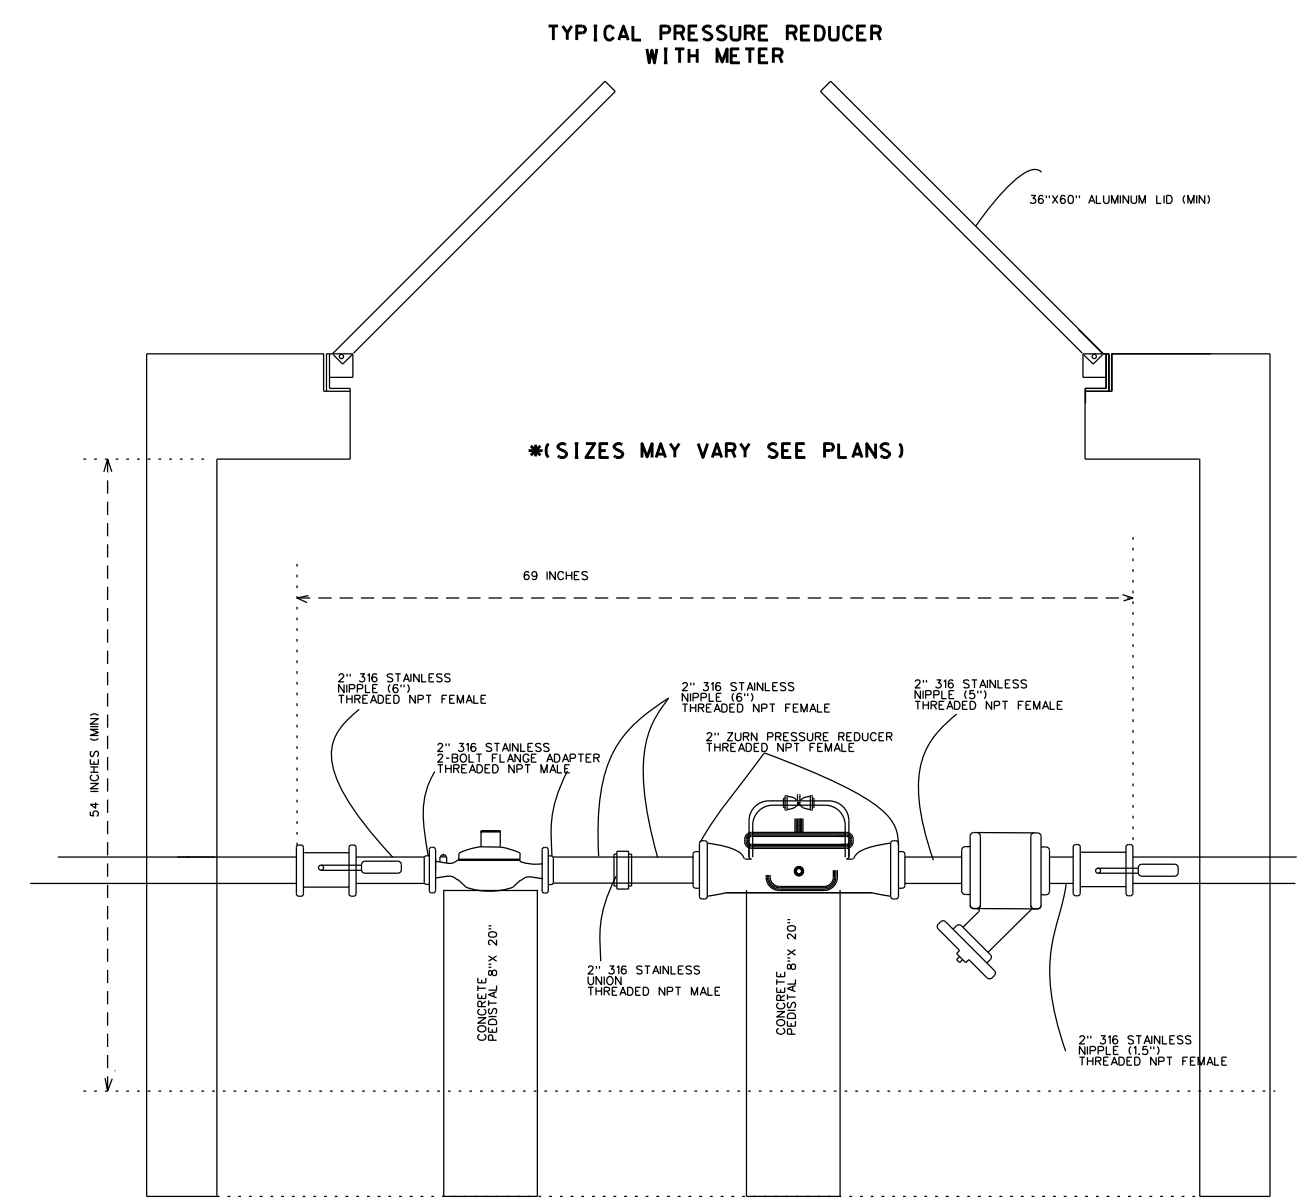 TYPICAL PRESSURE REDUCER
WITH METER
36"X60" ALUMINUM LID (MIN)
*(SIZES MAY VARY SEE PLANS)
69 INCHES
54 INCHES (MIN)
2" 316 STAINLESS
NIPPLE (6")
THREADED NPT FEMALE
2" 316 STAINLESS
2-BOLT FLANGE ADAPTER
THREADED NPT MALE
2" 316 STAINLESS
NIPPLE (6")
THREADED NPT FEMALE
2" ZURN PRESSURE REDUCER
THREADED NPT FEMALE
2" 316 STAINLESS
NIPPLE (5")
THREADED NPT FEMALE
CONCRETE
PEDISTAL 8"X 20"
2" 316 STAINLESS
UNION
THREADED NPT MALE
CONCRETE
PEDISTAL 8"X 20"
2" 316 STAINLESS
NIPPLE (1.5")
THREADED NPT FEMALE